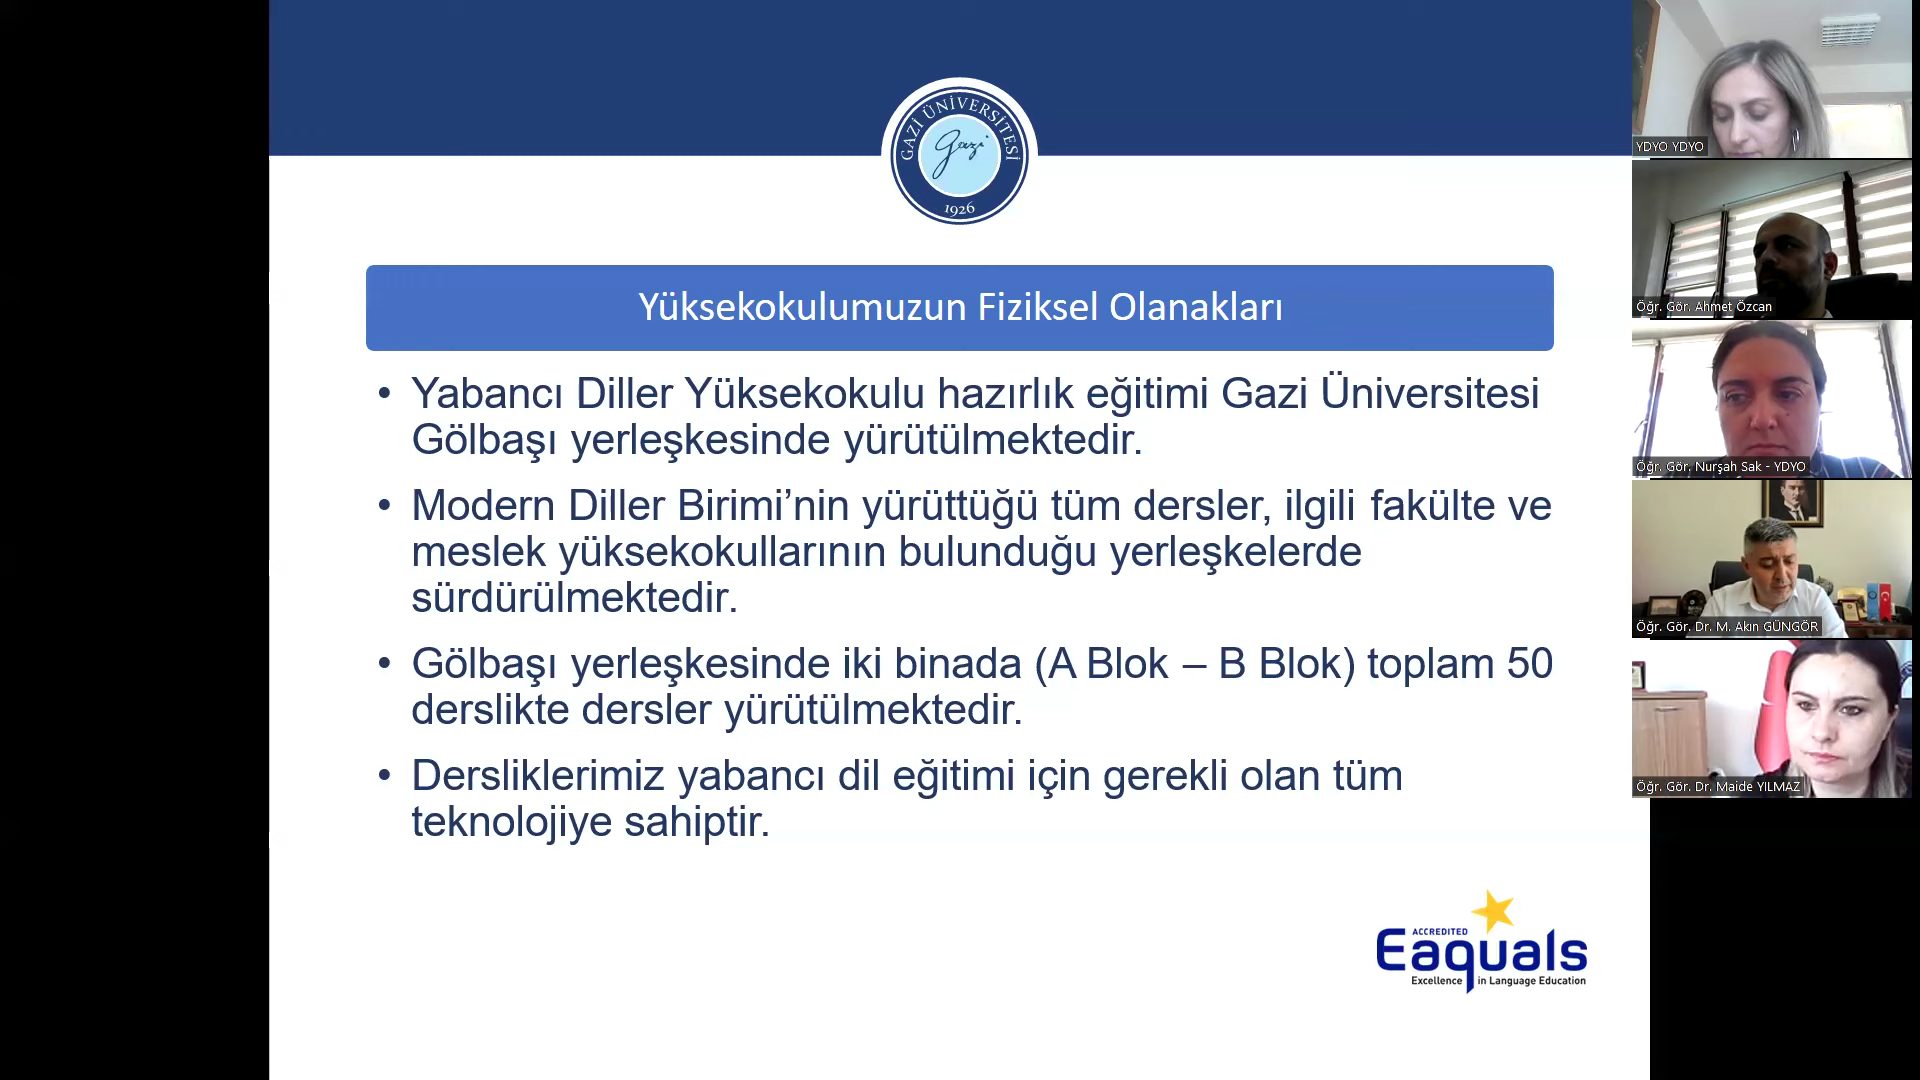 GAZİ ÜNİVERSİTESİ
gazi
1926
Yüksekokulumuzun Fiziksel Olanakları
• Yabancı Diller Yüksekokulu hazırlık eğitimi Gazi Üniversitesi
Gölbaşı yerleşkesinde yürütülmektedir.
• Modern Diller Birimi’nin yürüttüğü tüm dersler, ilgili fakülte ve
meslek yüksekokullarının bulunduğu yerleşkelerde
sürdürülmektedir.
• Gölbaşı yerleşkesinde iki binada (A Blok – B Blok) toplam 50
derslikte dersler yürütülmektedir.
• Dersliklerimiz yabancı dil eğitimi için gerekli olan tüm
teknolojiye sahiptir.
ACCREDITED
Eaquals
Excellence in Language Education
YDYO YDYO
Öğr. Gör. Ahmet Özcan
Öğr. Gör. Nurşah Sak - YDYO
Öğr. Gör. Dr. M. Akın GÜNGÖR
Öğr. Gör. Dr. Maide YILMAZ